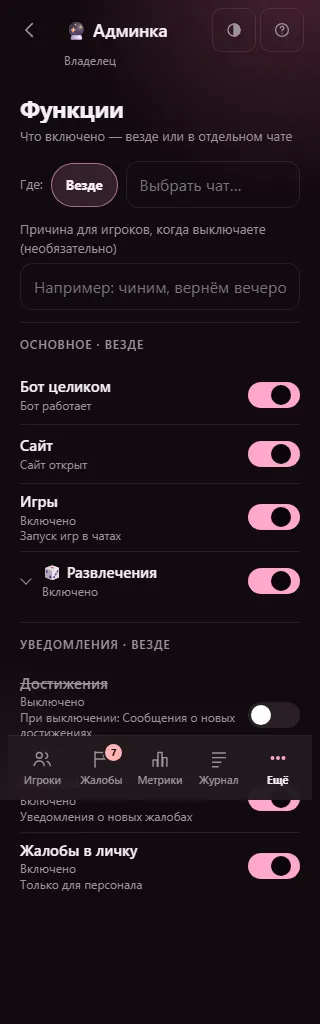 Админка
Владелец
Функции
Что включено — везде или в отдельном чате
Где:
Везде
Выбрать чат...
Причина для игроков, когда выключаете
(необязательно)
Например: чиним, вернём вечеро
ОСНОВНОЕ · ВЕЗДЕ
Бот целиком
Бот работает
Сайт
Сайт открыт
Игры
Включено
Запуск игр в чатах
Развлечения
Включено
УВЕДОМЛЕНИЯ · ВЕЗДЕ
Достижения
Выключено
При выключении: Сообщения о новых
достижениях
7
Игроки
Жалобы
Метрики
Журнал
Ещё
Включено
Уведомления о новых жалобах
Жалобы в личку
Включено
Только для персонала